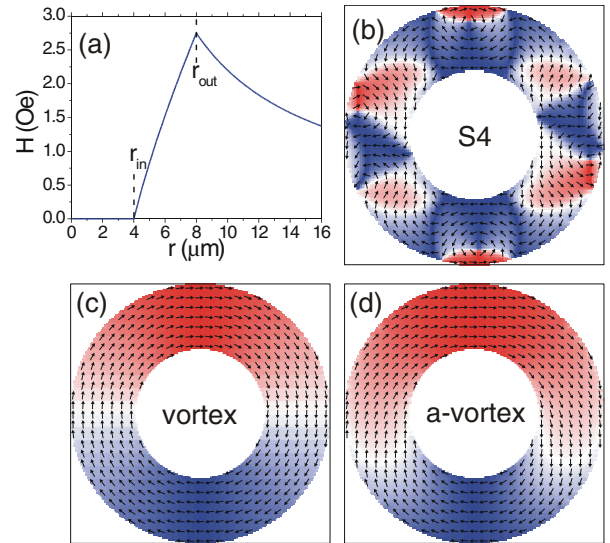 (a)
3.0
2.5
2.0
1.5
1.0
0.5
0.0
H (Oe)
r_in
r_out
0 2 4 6 8 10 12 14 16
r (μm)
(b)
S4
(c)
vortex
(d)
a-vortex